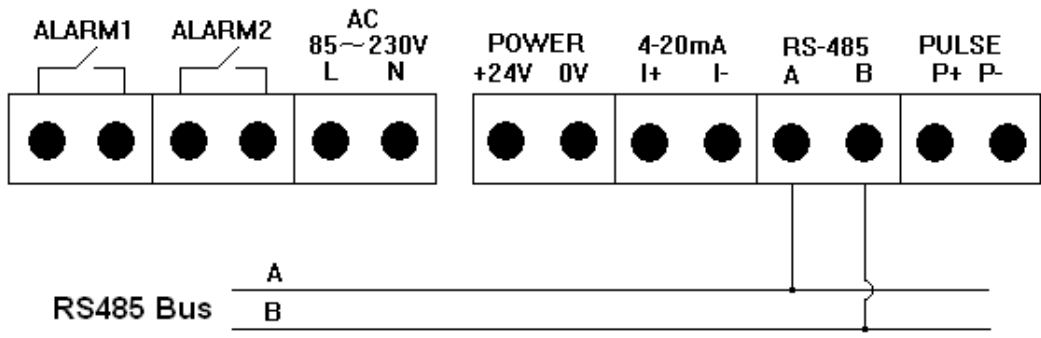 ALARM1 ALARM2 AC
85～230V
L N
POWER
+24V 0V
4-20mA
I+ I-
RS-485
A B
PULSE
P+ P-
A
RS485 Bus
B